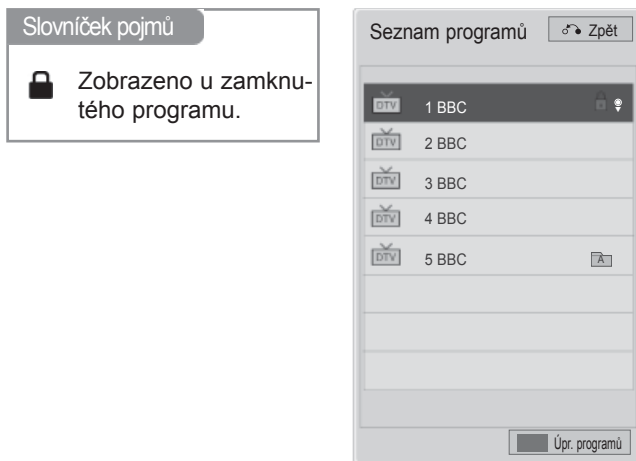 Slovníček pojmů
Zobrazeno u zamknu-
tého programu.
Seznam programů
Zpět
DTV 1 BBC
DTV 2 BBC
DTV 3 BBC
DTV 4 BBC
DTV 5 BBC A
Úpr. programů